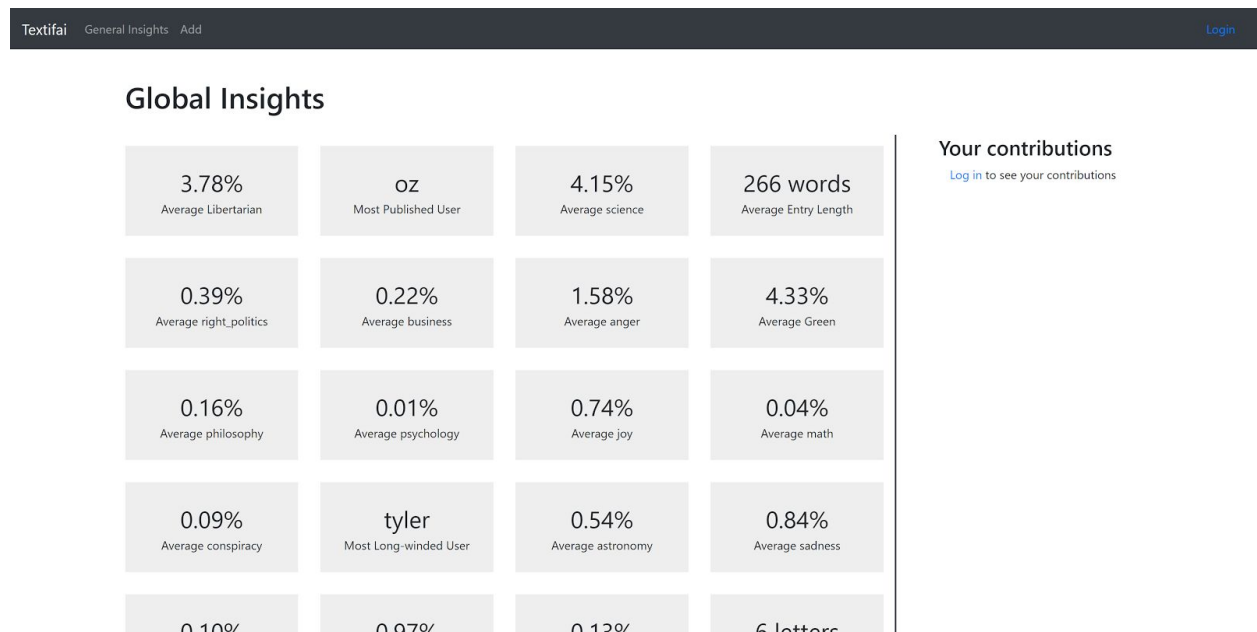 Textifai General Insights Add Login
Global Insights
Your contributions
Log in to see your contributions
3.78% oz 4.15% 266 words
Average Libertarian Most Published User Average science Average Entry Length
0.39% 0.22% 1.58% 4.33%
Average right_politics Average business Average anger Average Green
0.16% 0.01% 0.74% 0.04%
Average philosophy Average psychology Average joy Average math
0.09% tyler 0.54% 0.84%
Average conspiracy Most Long-winded User Average astronomy Average sadness
0.10% 0.97% 0.13% 6 letters